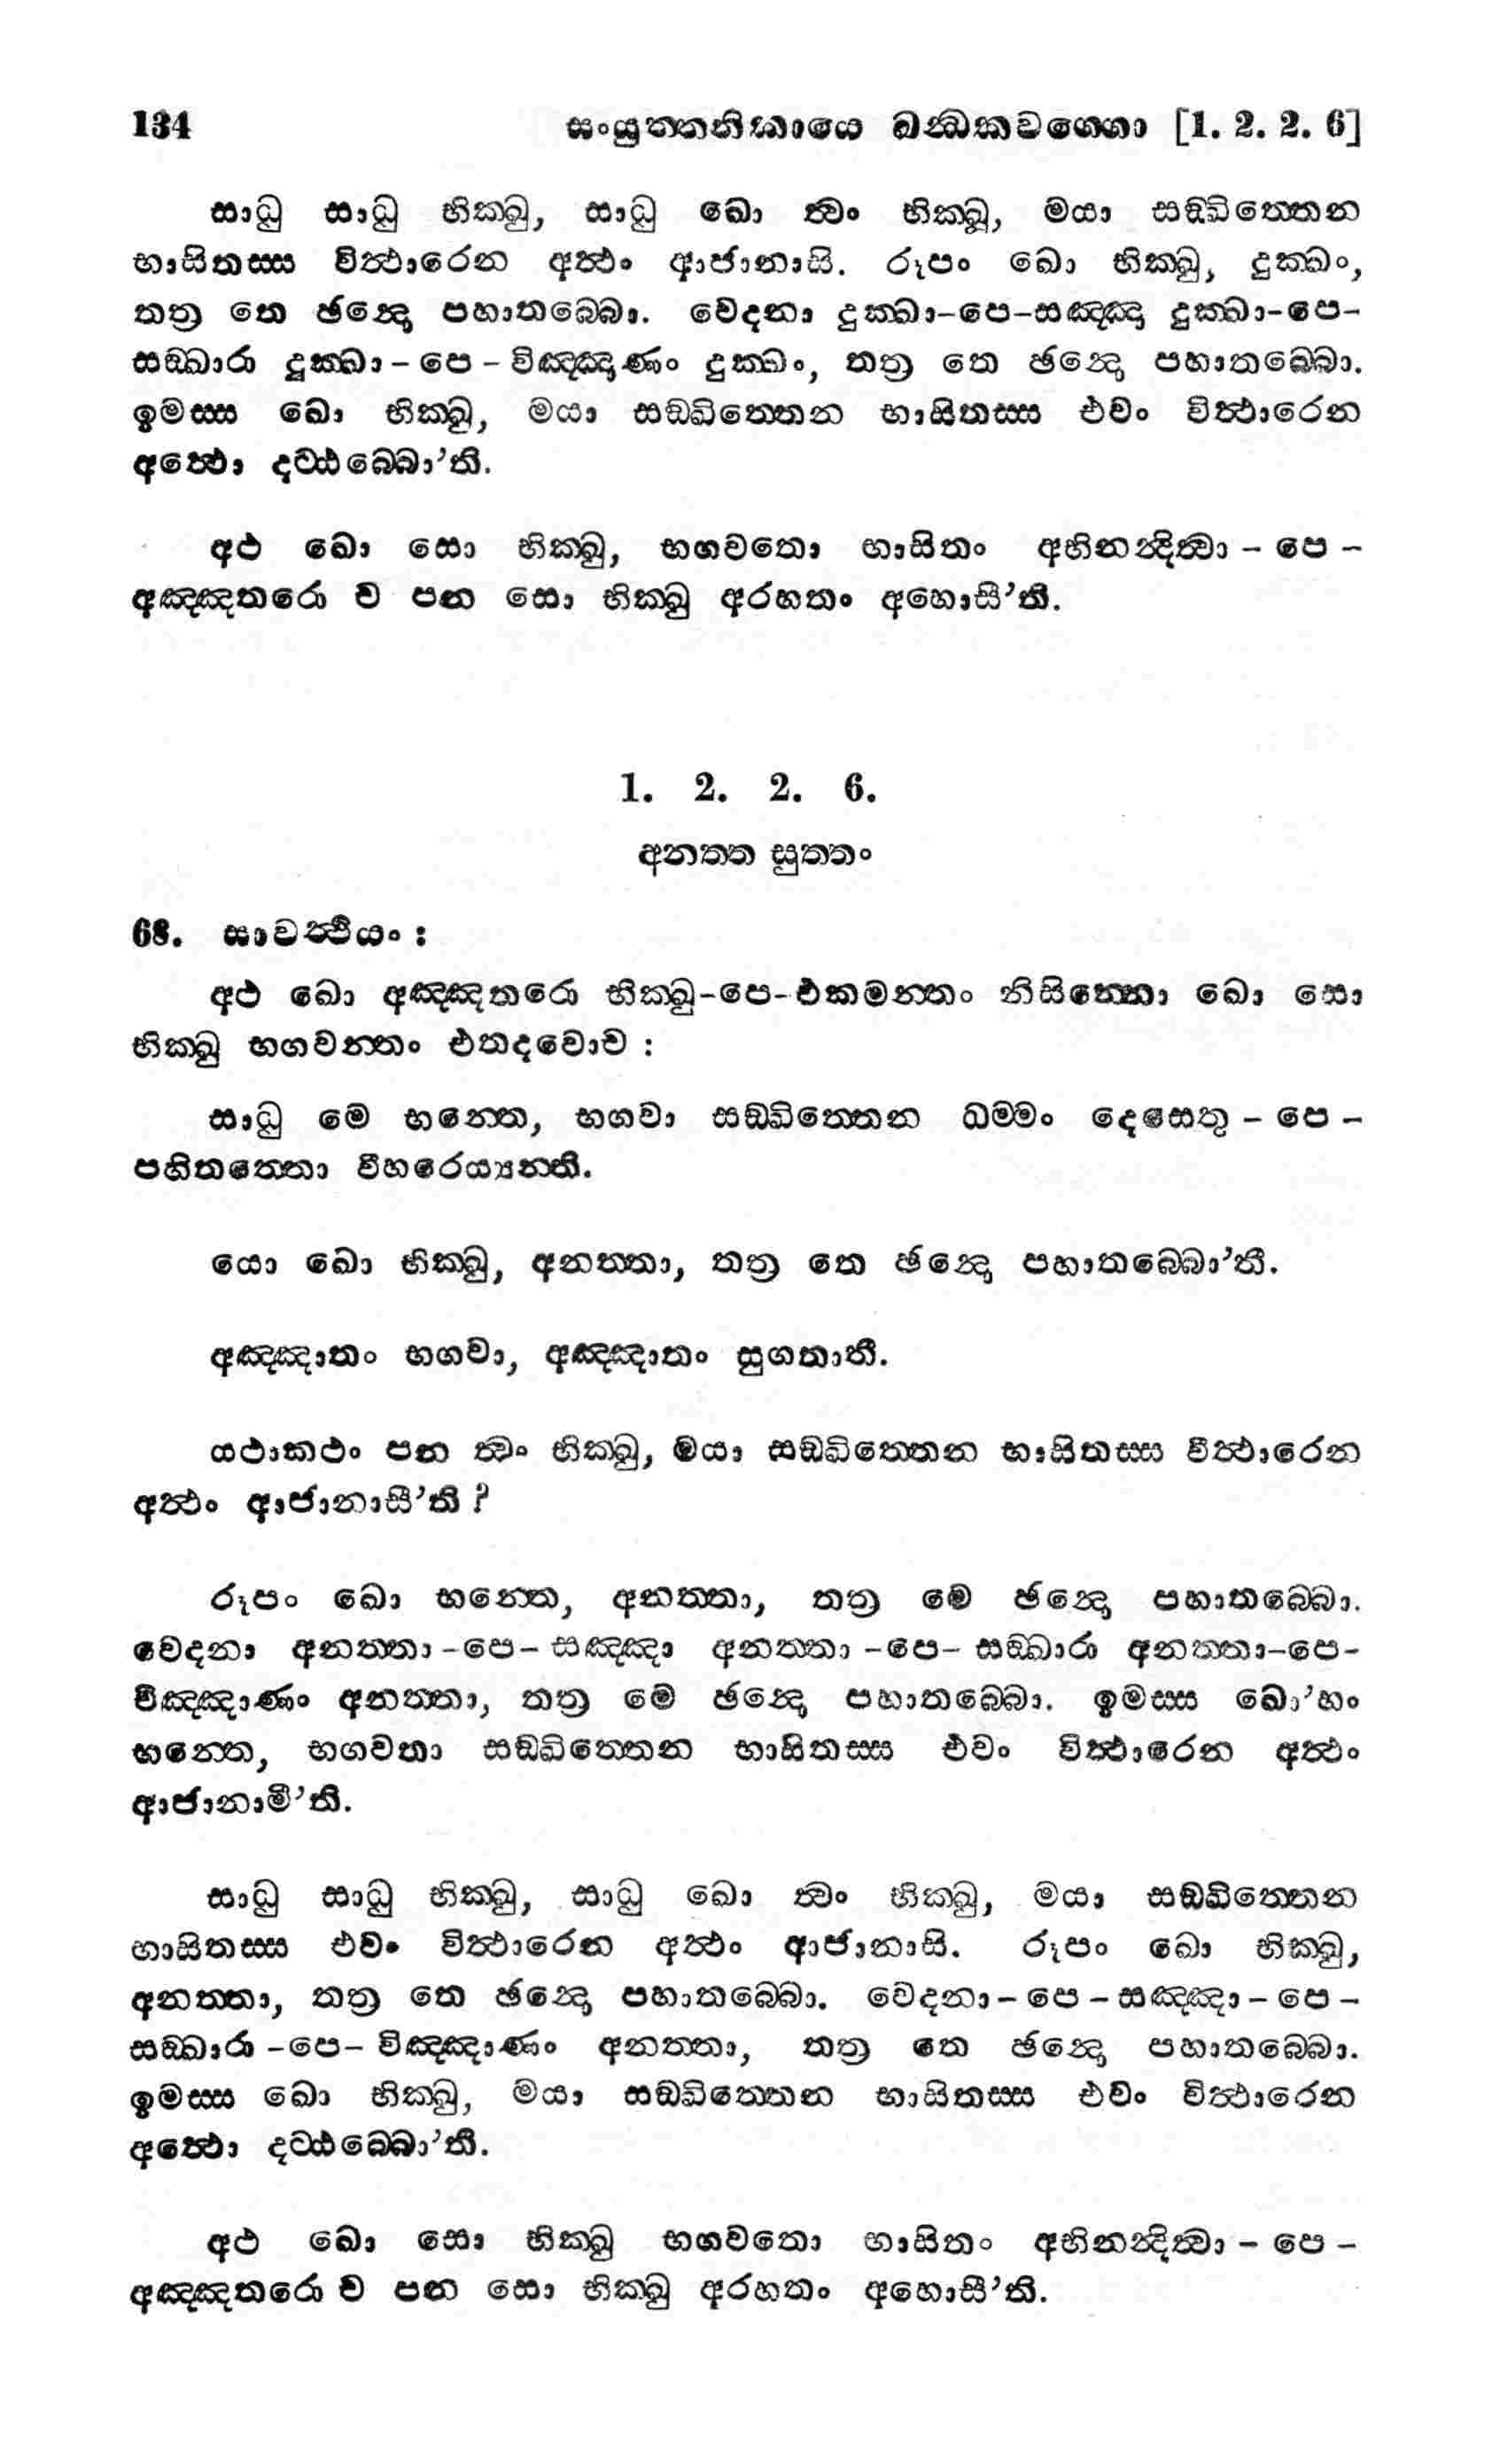 134 සංයුත්තනිකායෙ ඛන්ධකවග්ගො [1. 2. 2. 6]
සාධු සාධු භික්ඛු, සාධු ඛො ත්වං භික්ඛු, මයා සඞ්ඛිත්තෙන
භාසිතස්ස විත්ථාරෙන අත්ථං ආජානාසි. රූපං ඛො භික්ඛු, දුක්ඛං,
තත්‍ර තෙ ඡන්දො පහාතබ්බො. වෙදනා දුක්ඛා-පෙ-සඤ්ඤා දුක්ඛා-පෙ-
සඞ්ඛාරා දුක්ඛා - පෙ - විඤ්ඤාණං දුක්ඛං, තත්‍ර තෙ ඡන්දො පහාතබ්බො.
ඉමස්ස ඛො භික්ඛු, මයා සඞ්ඛිත්තෙන භාසිතස්ස එවං විත්ථාරෙන
අත්ථො දට්ඨබ්බො'ති.
අථ ඛො සො භික්ඛු, භගවතො භාසිතං අභිනන්දිත්වා - පෙ -
අඤ්ඤතරො ච පන සො භික්ඛු අරහතං අහොසී'ති.
1. 2. 2. 6.
අනත්ත සුත්තං
68. සාවත්ථියං :
අථ ඛො අඤ්ඤතරො භික්ඛු-පෙ-එකමන්තං නිසින්නො ඛො සො
භික්ඛු භගවන්තං එතදවොච :
සාධු මෙ භන්තෙ, භගවා සඞ්ඛිත්තෙන ධම්මං දෙසෙතු - පෙ -
පහිතත්තො විහරෙය්‍යන්ති.
යො ඛො භික්ඛු, අනත්තා, තත්‍ර තෙ ඡන්දො පහාතබ්බො'ති.
අඤ්ඤාතං භගවා, අඤ්ඤාතං සුගතාති.
යථාකථං පන ත්වං භික්ඛු, මයා සඞ්ඛිත්තෙන භාසිතස්ස විත්ථාරෙන
අත්ථං ආජානාසී'ති ?
රූපං ඛො භන්තෙ, අනත්තා, තත්‍ර මෙ ඡන්දො පහාතබ්බො.
වෙදනා අනත්තා -පෙ- සඤ්ඤා අනත්තා -පෙ- සඞ්ඛාරා අනත්තා-පෙ-
විඤ්ඤාණං අනත්තා, තත්‍ර මෙ ඡන්දො පහාතබ්බො. ඉමස්ස ඛො'හං
භන්තෙ, භගවතා සඞ්ඛිත්තෙන භාසිතස්ස එවං විත්ථාරෙන අත්ථං
ආජානාමී'ති.
සාධු සාධු භික්ඛු, සාධු ඛො ත්වං භික්ඛු, මයා සඞ්ඛිත්තෙන
භාසිතස්ස එවං විත්ථාරෙන අත්ථං ආජානාසි. රූපං ඛො භික්ඛු,
අනත්තා, තත්‍ර තෙ ඡන්දො පහාතබ්බො. වෙදනා - පෙ - සඤ්ඤා - පෙ -
සඞ්ඛාරා -පෙ- විඤ්ඤාණං අනත්තා, තත්‍ර තෙ ඡන්දො පහාතබ්බො.
ඉමස්ස ඛො භික්ඛු, මයා සඞ්ඛිත්තෙන භාසිතස්ස එවං විත්ථාරෙන
අත්ථො දට්ඨබ්බො'ති.
අථ ඛො සො භික්ඛු භගවතො භාසිතං අභිනන්දිත්වා - පෙ -
අඤ්ඤතරො ච පන සො භික්ඛු අරහතං අහොසී'ති.